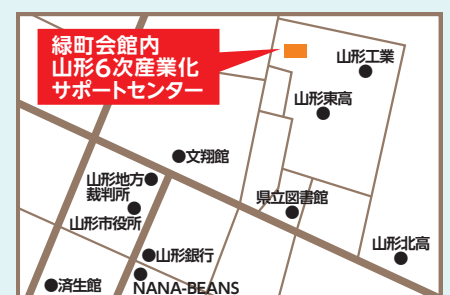 緑町会館内
山形6次産業化
サポートセンター
山形工業
山形東高
文翔館
山形地方
裁判所
県立図書館
山形市役所
山形北高
山形銀行
済生館
NANA-BEANS